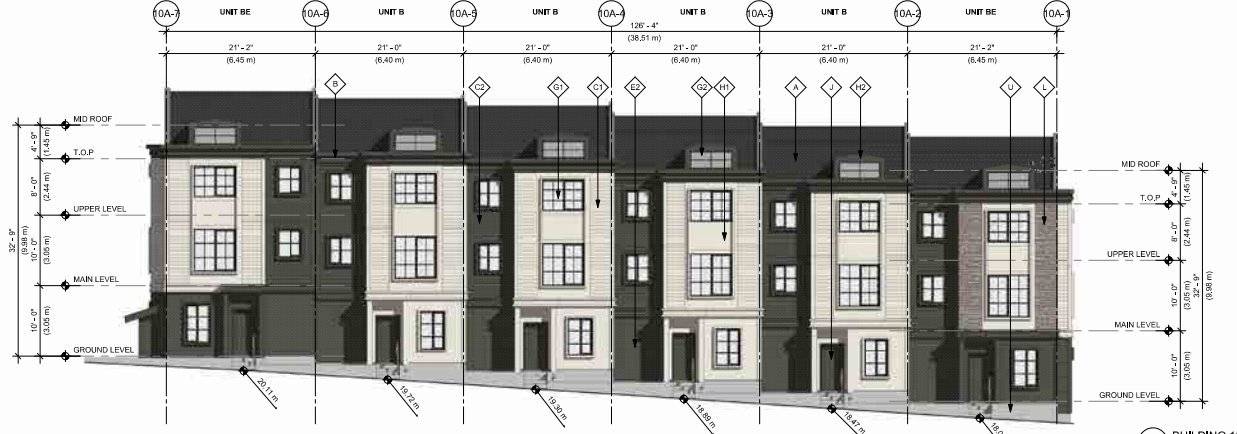 10A-7 UNIT BE 10A-6 UNIT B 10A-5 UNIT B 10A-4 UNIT B 10A-3 UNIT B 10A-2 UNIT BE 10A-1
126' - 4"
(38.51 m)
21' - 2" 21' - 0" 21' - 0" 21' - 0" 21' - 0" 21' - 2"
(6.45 m) (6.40 m) (6.40 m) (6.40 m) (6.40 m) (6.45 m)
B C2 G1 C1 E2 G2 H1 A J H2 U L
MID ROOF
4' - 9"
(1.45 m)
T.O.P
8' - 0"
(2.44 m)
UPPER LEVEL
32' - 9"
(9.98 m)
10' - 0"
(3.05 m)
MAIN LEVEL
10' - 0"
(3.05 m)
GROUND LEVEL
MID ROOF
4' - 9"
(1.45 m)
T.O.P
8' - 0"
(2.44 m)
UPPER LEVEL
10' - 0"
(3.05 m)
32' - 9"
(9.98 m)
MAIN LEVEL
10' - 0"
(3.05 m)
GROUND LEVEL
20.11 m
19.72 m
19.30 m
18.89 m
18.47 m